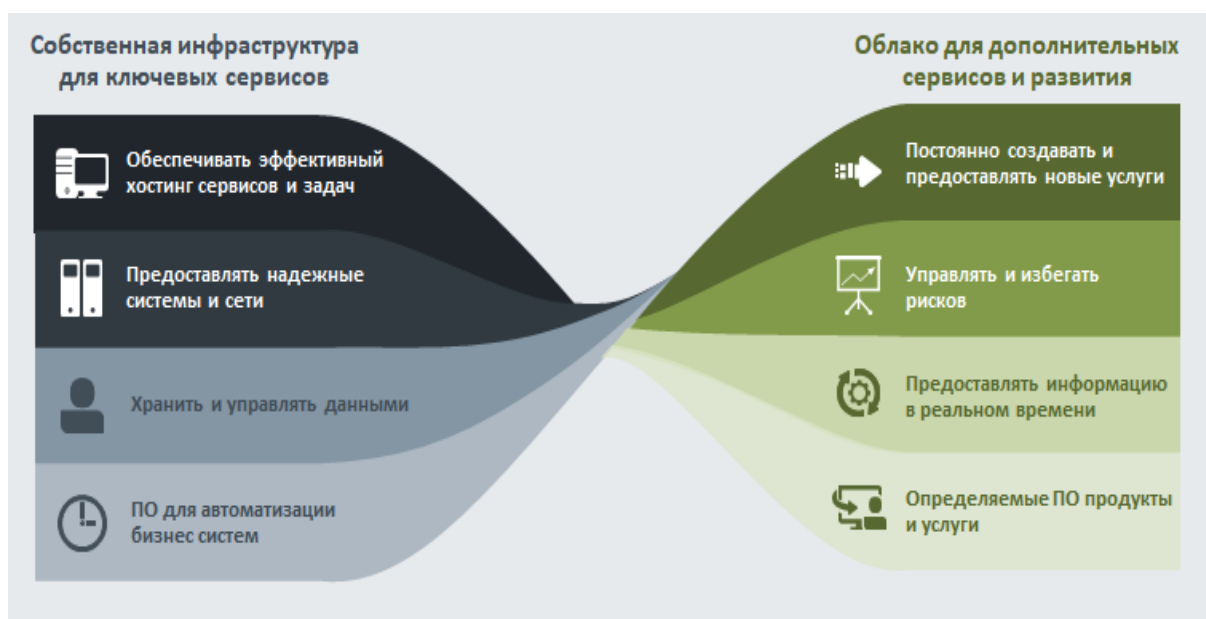 Собственная инфраструктура
для ключевых сервисов
Обеспечивать эффективный
хостинг сервисов и задач
Предоставлять надежные
системы и сети
Хранить и управлять данными
ПО для автоматизации
бизнес систем
Облако для дополнительных
сервисов и развития
Постоянно создавать и
предоставлять новые услуги
Управлять и избегать
рисков
Предоставлять информацию
в реальном времени
Определяемые ПО продукты
и услуги